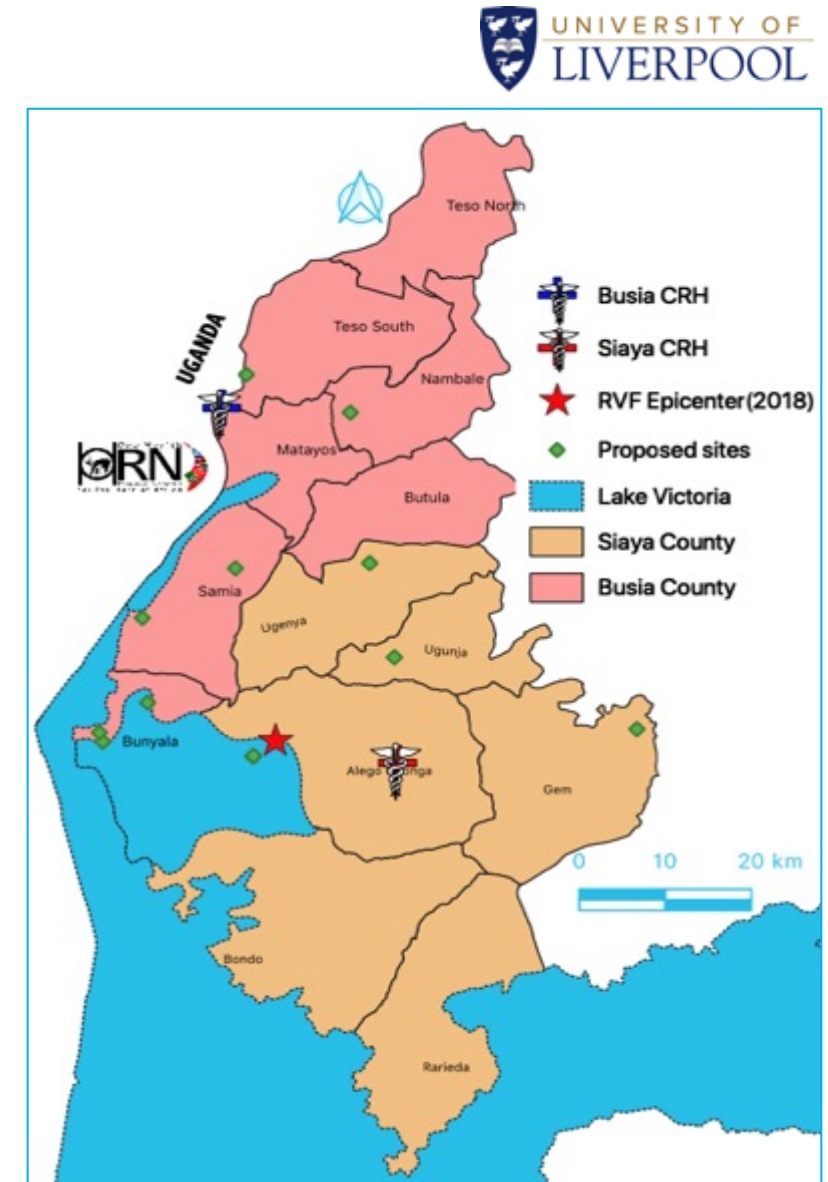 UNIVERSITY OF
LIVERPOOL
Teso North
Busia CRH
Siaya CRH
RVF Epicenter(2018)
Proposed sites
Lake Victoria
Siaya County
Busia County
Teso South
UGANDA
Nambale
Matayos
Butula
Samia
Ugenya
Ugunja
Bunyala
Alego
Gem
0 10 20 km
Bondo
Rarieda